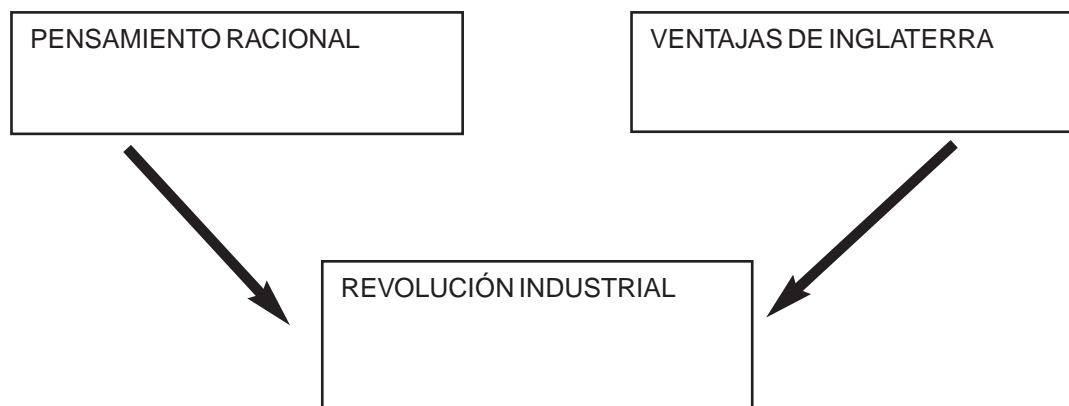 PENSAMIENTO RACIONAL
VENTAJAS DE INGLATERRA
REVOLUCIÓN INDUSTRIAL